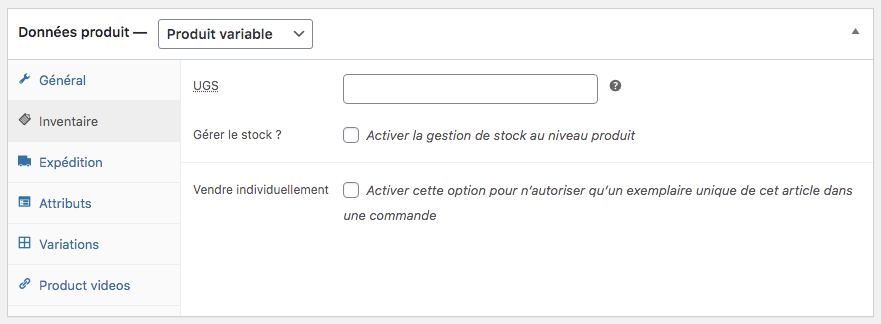 Données produit — Produit variable
Général
Inventaire
Expédition
Attributs
Variations
Product videos
UGS
Gérer le stock ? Activer la gestion de stock au niveau produit
Vendre individuellement Activer cette option pour n’autoriser qu’un exemplaire unique de cet article dans
une commande